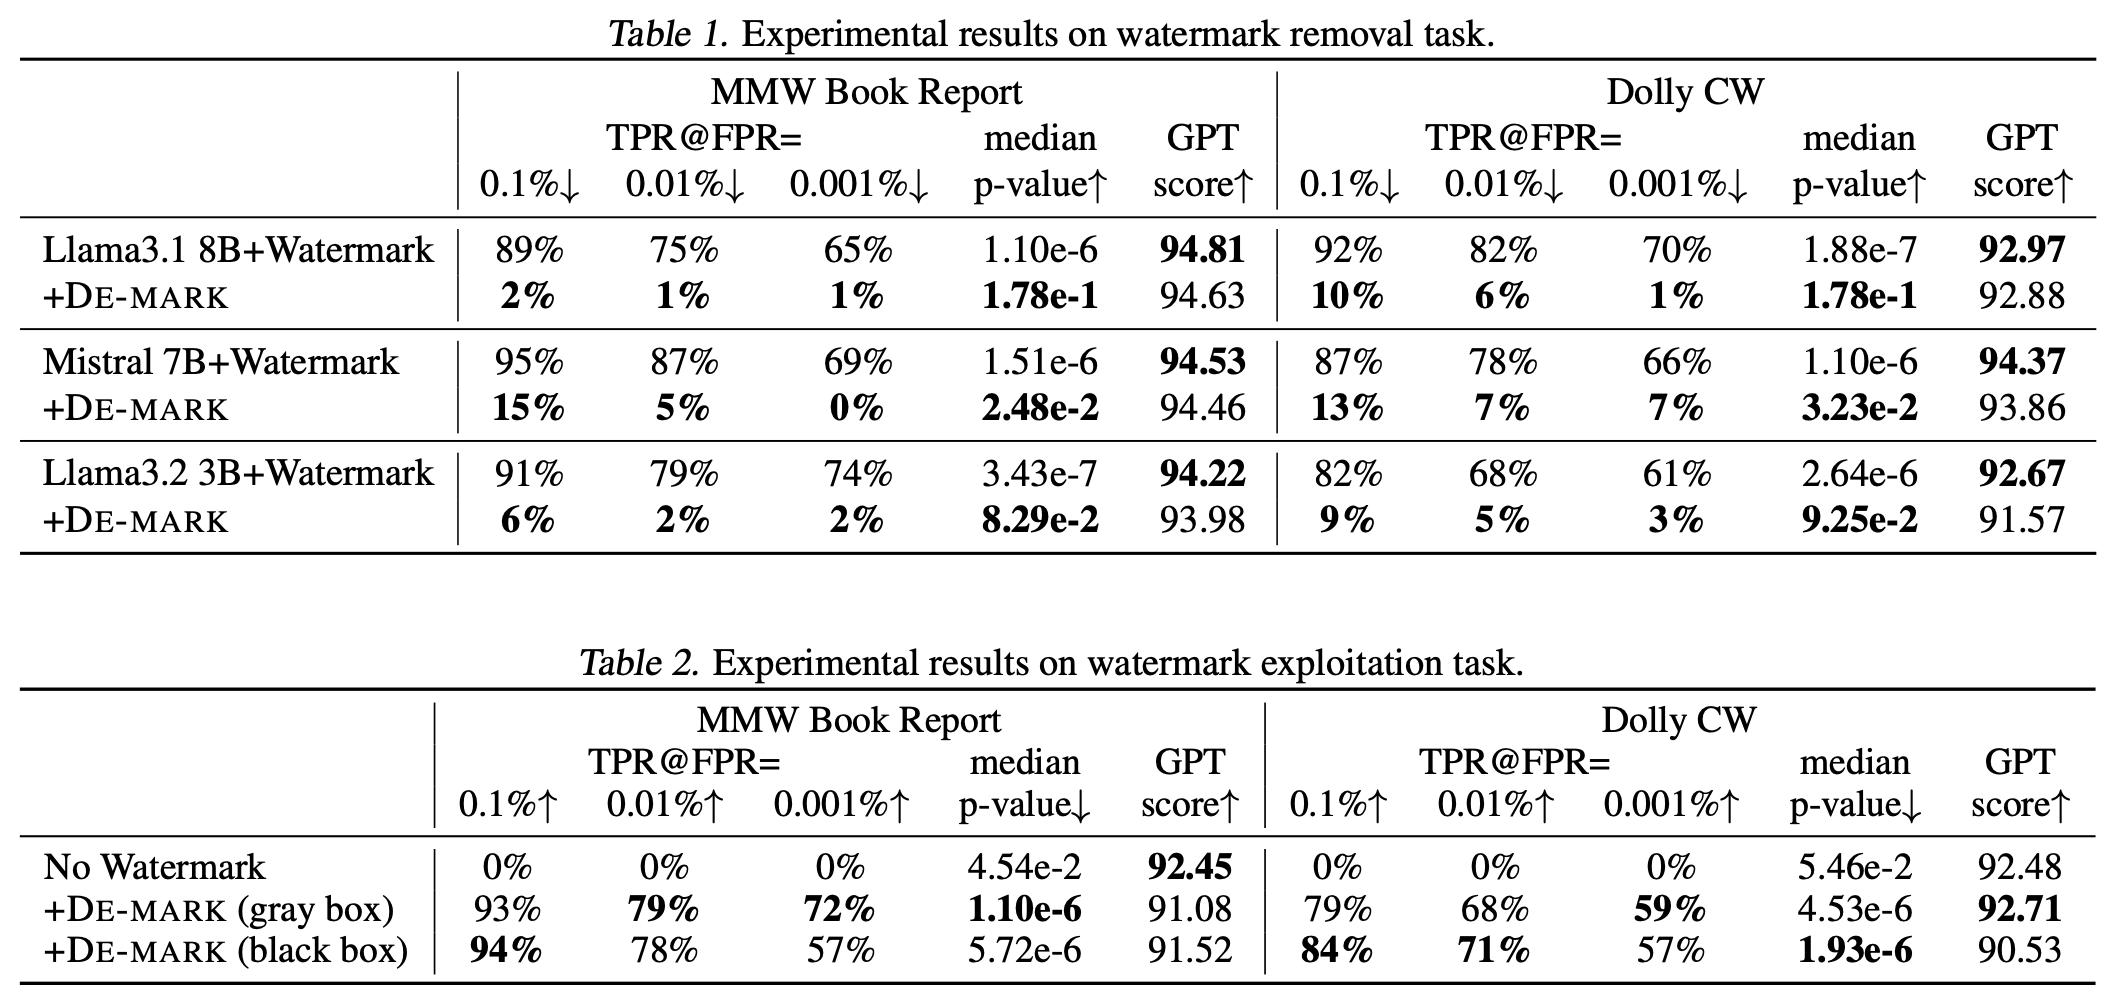 Table 1. Experimental results on watermark removal task.
MMW Book Report Dolly CW
TPR@FPR= median GPT TPR@FPR= median GPT
0.1%↓ 0.01%↓ 0.001%↓ p-value↑ score↑ 0.1%↓ 0.01%↓ 0.001%↓ p-value↑ score↑
Llama3.1 8B+Watermark 89% 75% 65% 1.10e-6 94.81 92% 82% 70% 1.88e-7 92.97
+DE-MARK 2% 1% 1% 1.78e-1 94.63 10% 6% 1% 1.78e-1 92.88
Mistral 7B+Watermark 95% 87% 69% 1.51e-6 94.53 87% 78% 66% 1.10e-6 94.37
+DE-MARK 15% 5% 0% 2.48e-2 94.46 13% 7% 7% 3.23e-2 93.86
Llama3.2 3B+Watermark 91% 79% 74% 3.43e-7 94.22 82% 68% 61% 2.64e-6 92.67
+DE-MARK 6% 2% 2% 8.29e-2 93.98 9% 5% 3% 9.25e-2 91.57
Table 2. Experimental results on watermark exploitation task.
MMW Book Report Dolly CW
TPR@FPR= median GPT TPR@FPR= median GPT
0.1%↑ 0.01%↑ 0.001%↑ p-value↓ score↑ 0.1%↑ 0.01%↑ 0.001%↑ p-value↓ score↑
No Watermark 0% 0% 0% 4.54e-2 92.45 0% 0% 0% 5.46e-2 92.48
+DE-MARK (gray box) 93% 79% 72% 1.10e-6 91.08 79% 68% 59% 4.53e-6 92.71
+DE-MARK (black box) 94% 78% 57% 5.72e-6 91.52 84% 71% 57% 1.93e-6 90.53